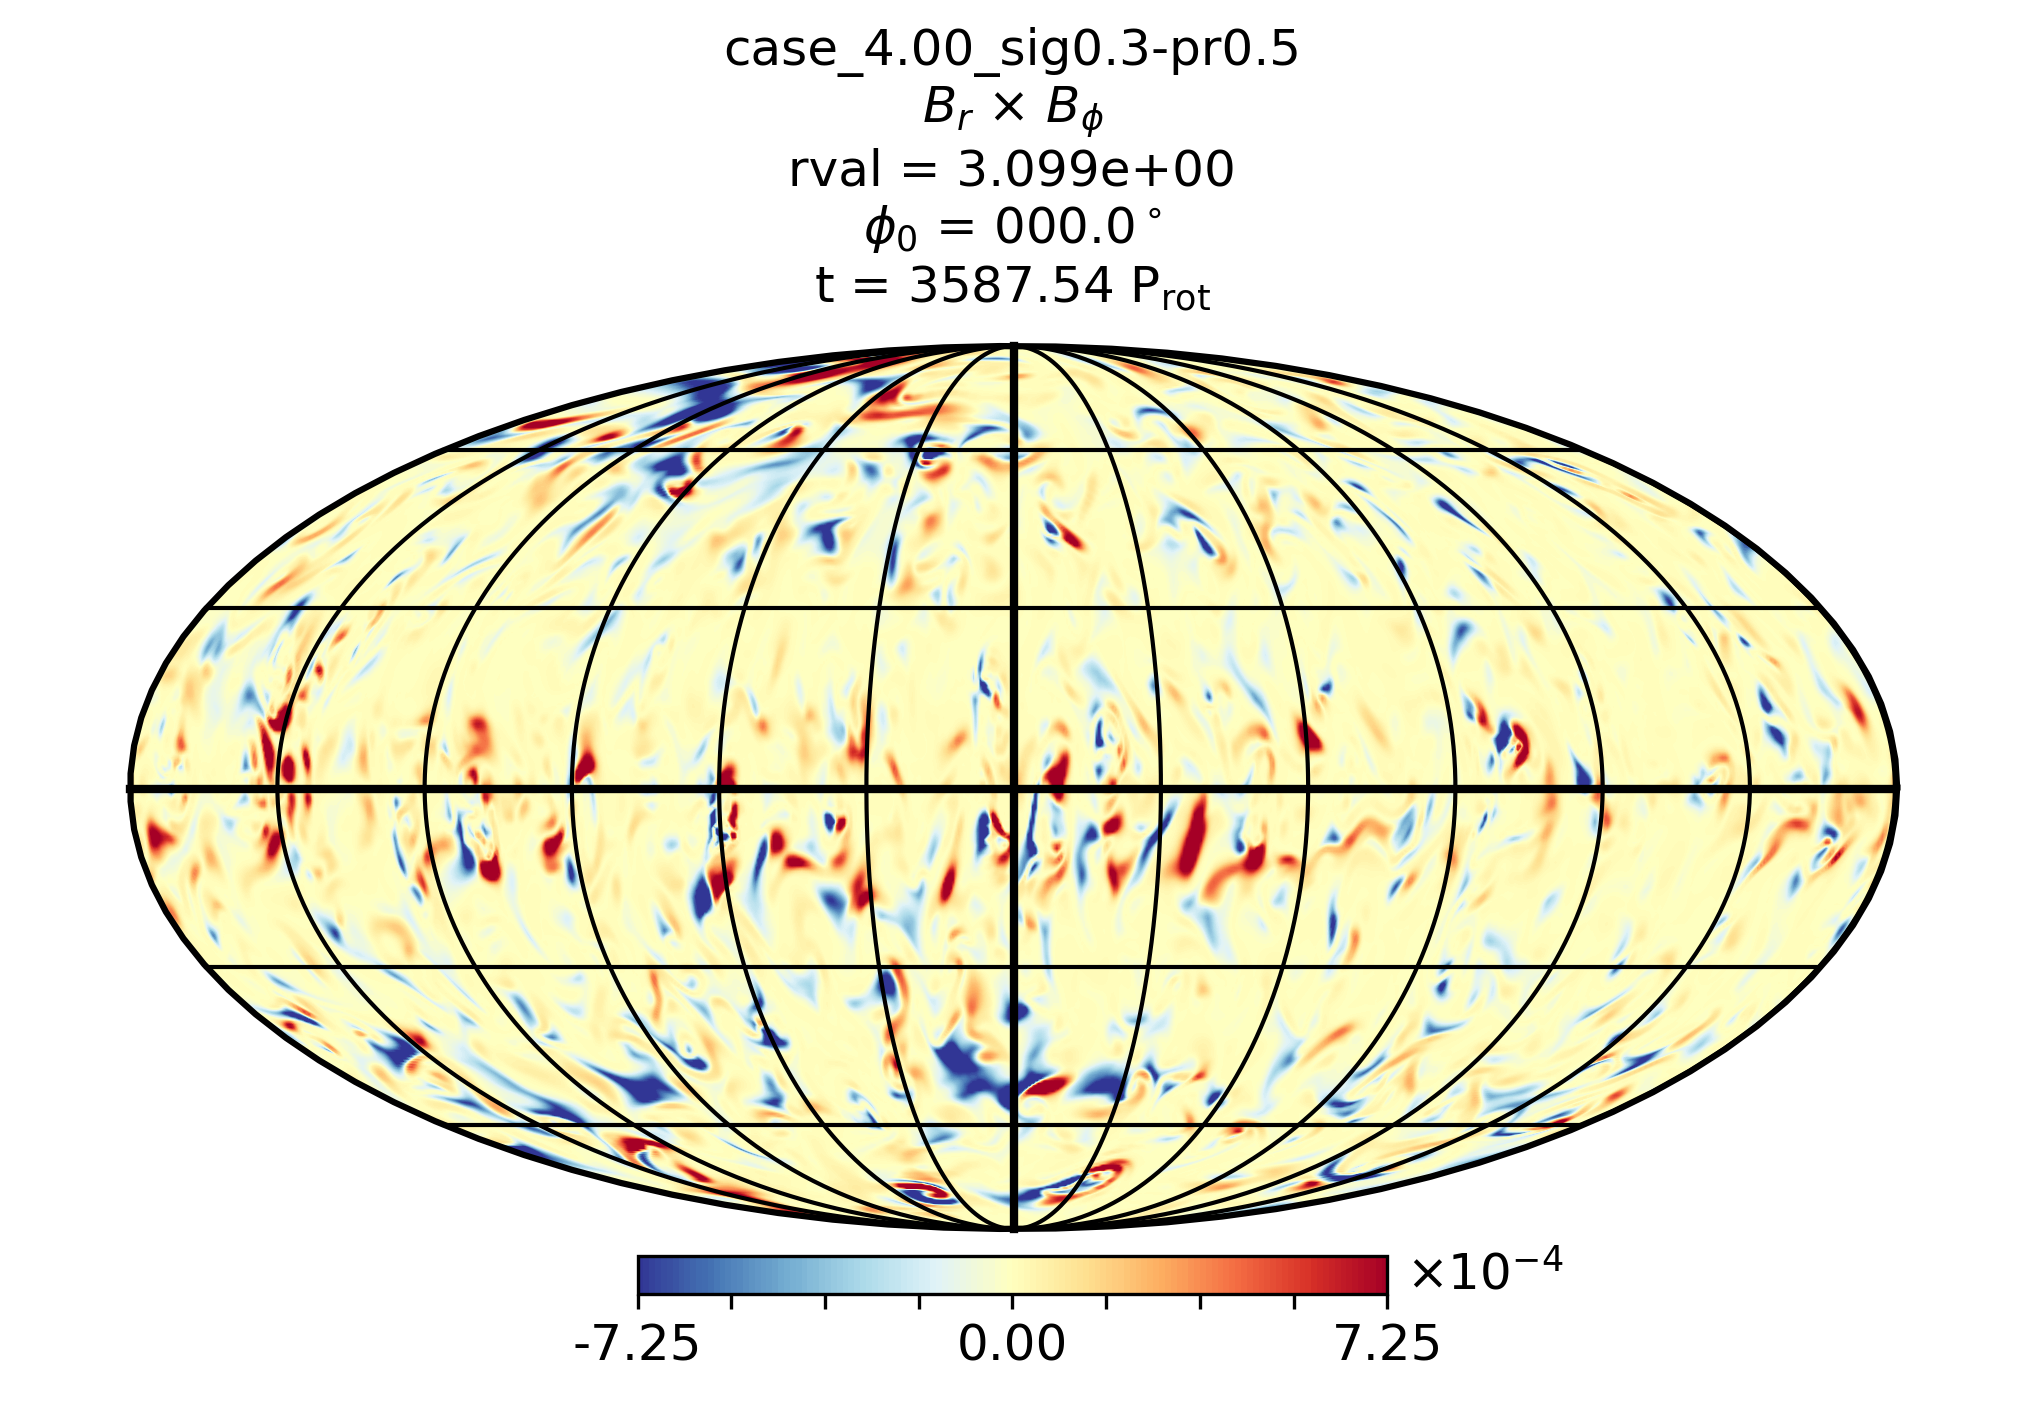 case_4.00_sig0.3-pr0.5
B_r × B_ϕ
rval = 3.099e+00
ϕ_0 = 000.0°
t = 3587.54 P_rot
×10^−4
-7.25 0.00 7.25